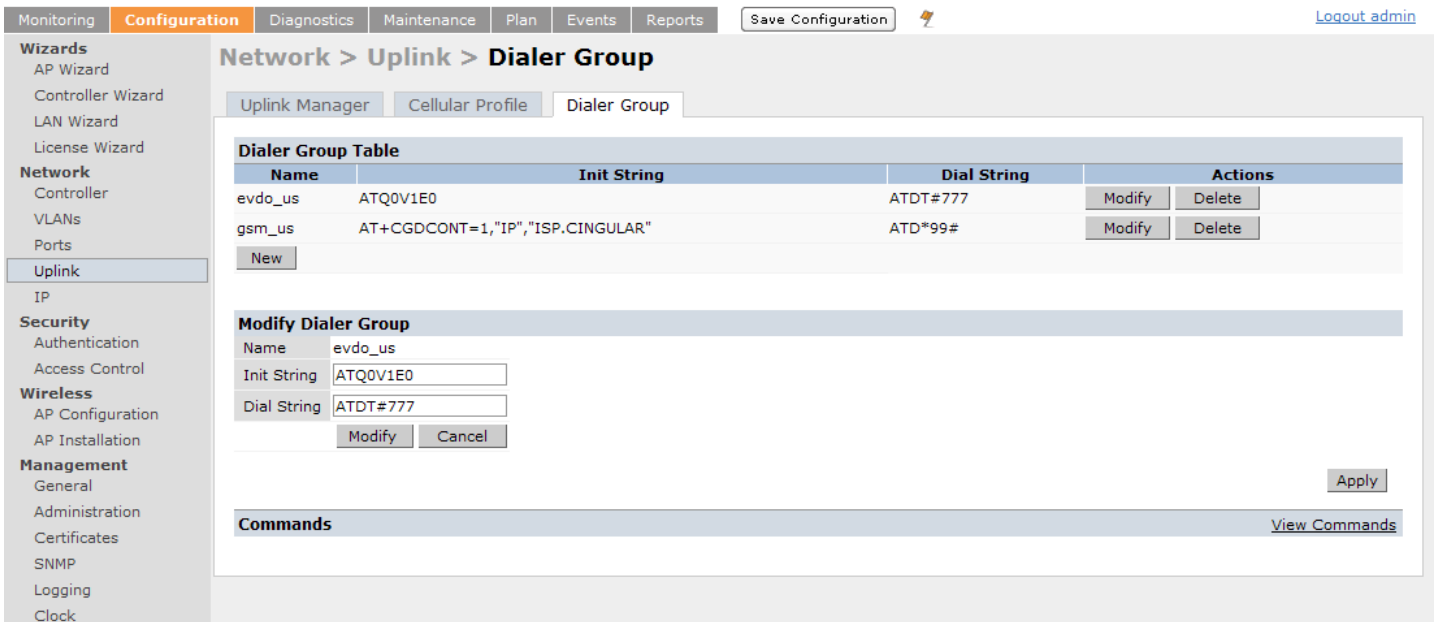 Monitoring Configuration Diagnostics Maintenance Plan Events Reports Save Configuration Logout admin
Wizards
AP Wizard
Controller Wizard
LAN Wizard
License Wizard
Network
Controller
VLANs
Ports
Uplink
IP
Security
Authentication
Access Control
Wireless
AP Configuration
AP Installation
Management
General
Administration
Certificates
SNMP
Logging
Clock
Network > Uplink > Dialer Group
Uplink Manager Cellular Profile Dialer Group
Dialer Group Table
Name Init String Dial String Actions
evdo_us ATQ0V1E0 ATDT#777 Modify Delete
gsm_us AT+CGDCONT=1,"IP","ISP.CINGULAR" ATD*99# Modify Delete
New
Modify Dialer Group
Name evdo_us
Init String ATQ0V1E0
Dial String ATDT#777
Modify Cancel
Apply
Commands View Commands